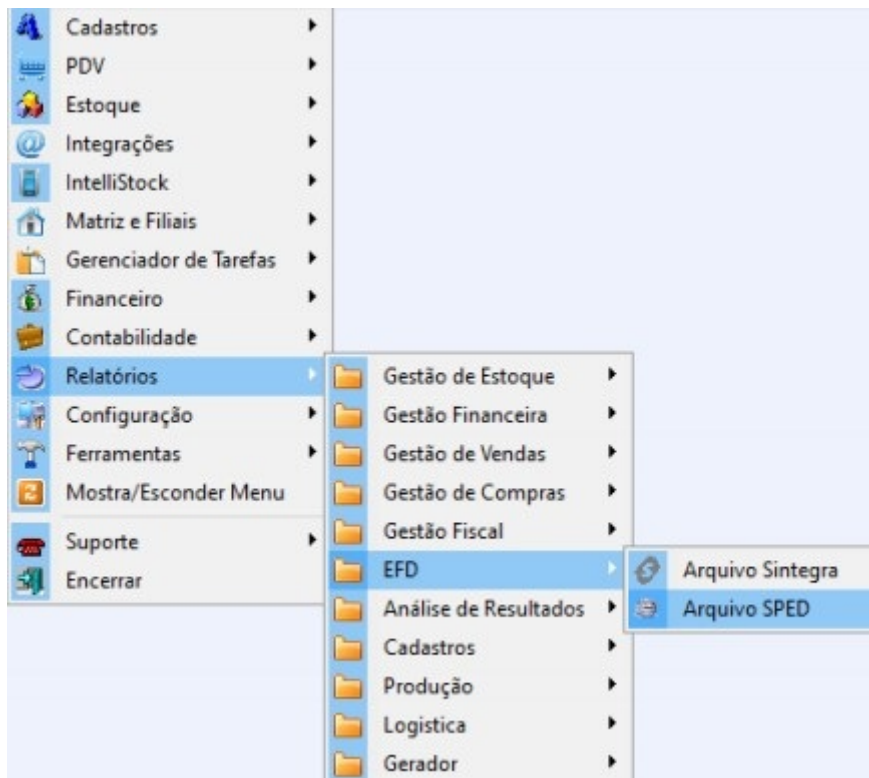 Cadastros
PDV
Estoque
Integrações
IntelliStock
Matriz e Filiais
Gerenciador de Tarefas
Financeiro
Contabilidade
Relatórios
Configuração
Ferramentas
Mostra/Esconder Menu
Suporte
Encerrar
Gestão de Estoque
Gestão Financeira
Gestão de Vendas
Gestão de Compras
Gestão Fiscal
EFD
Análise de Resultados
Cadastros
Produção
Logistica
Gerador
Arquivo Sintegra
Arquivo SPED